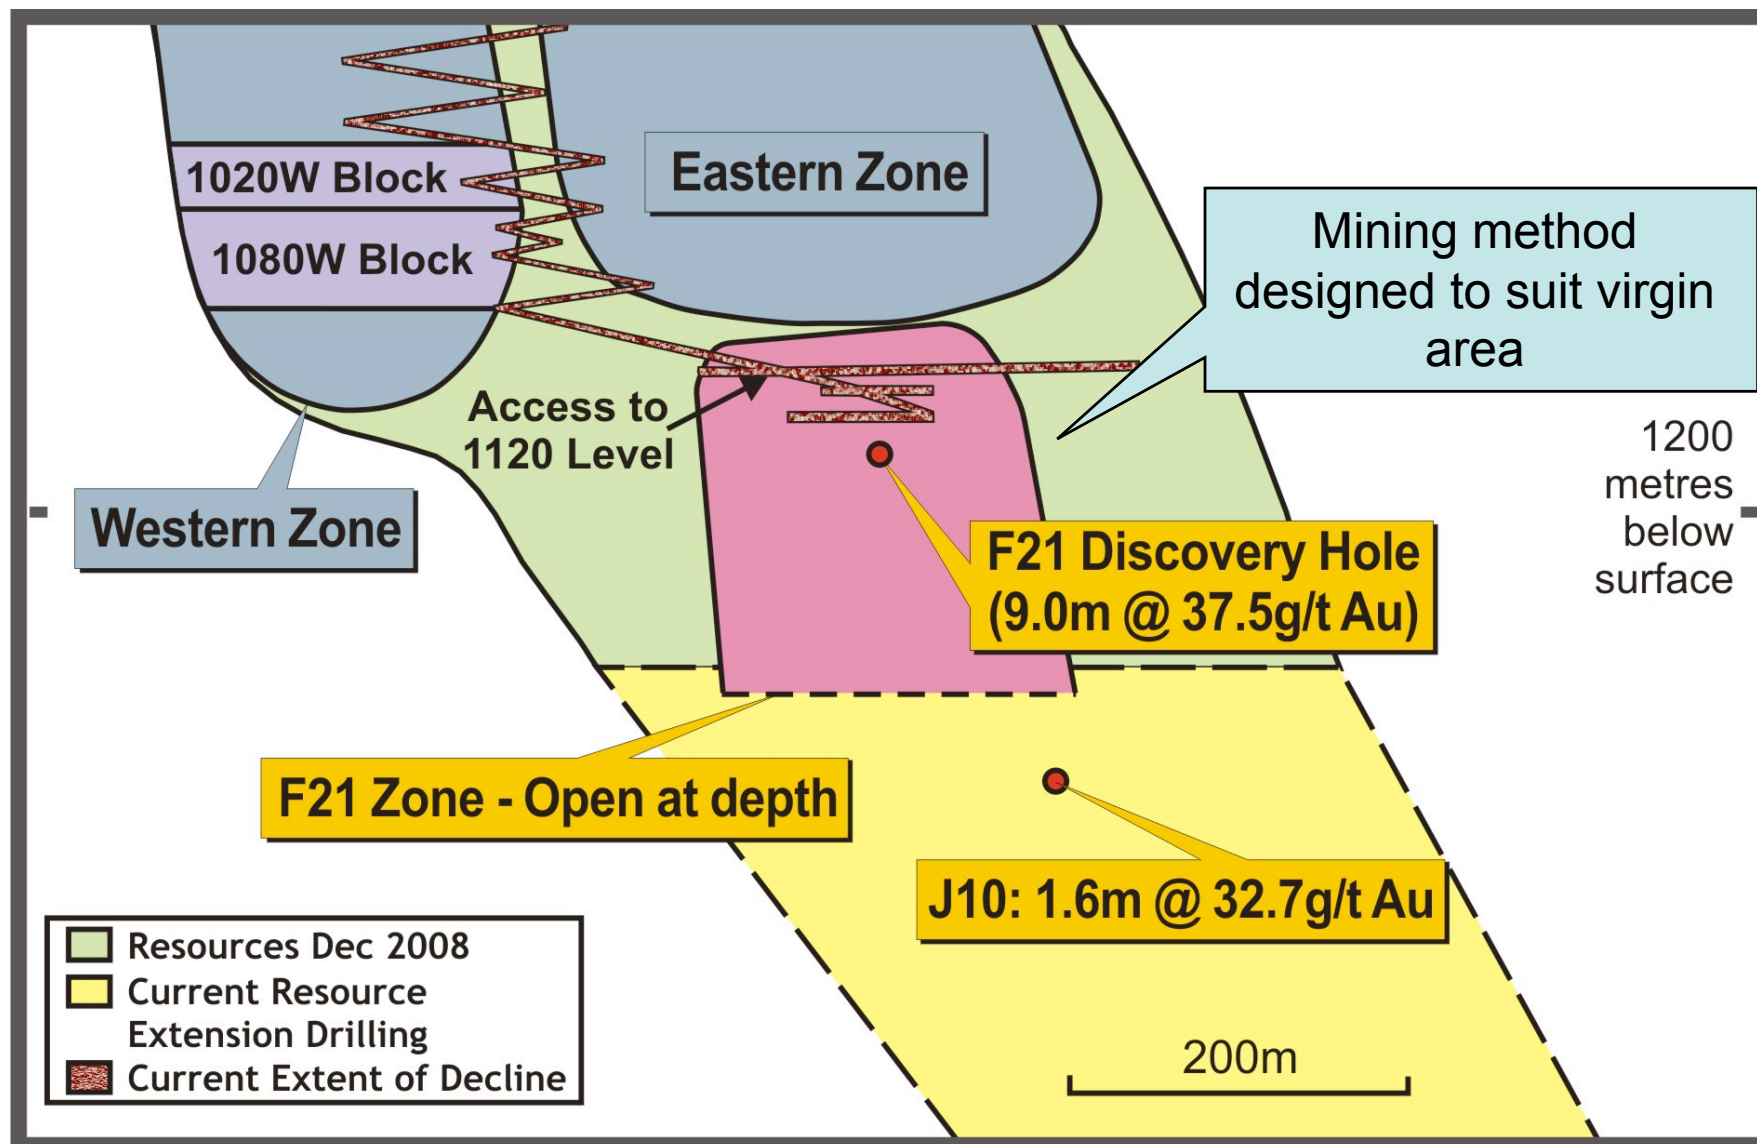 1020W Block
1080W Block
Eastern Zone
Mining method
designed to suit virgin
area
Access to
1120 Level
Western Zone
1200
metres
below
surface
F21 Discovery Hole
(9.0m @ 37.5g/t Au)
F21 Zone - Open at depth
J10: 1.6m @ 32.7g/t Au
Resources Dec 2008
Current Resource
Extension Drilling
Current Extent of Decline
200m